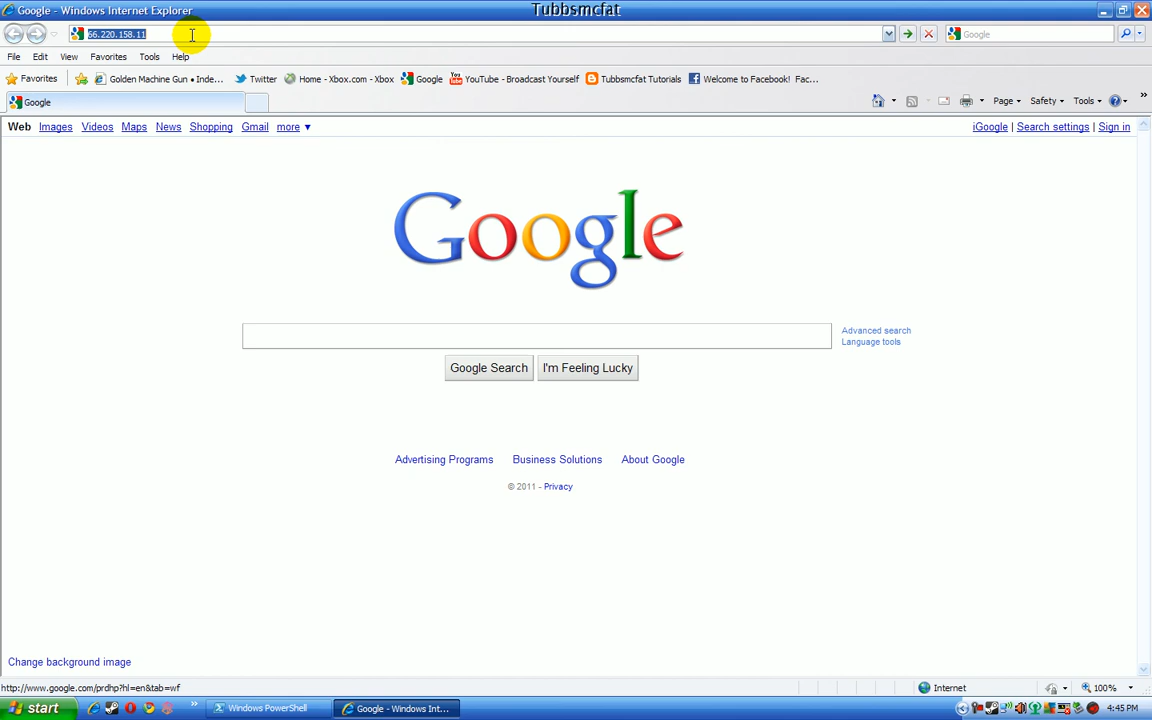 Google - Windows Internet Explorer
Tubbsmcfat
66.220.158.11
Google
File Edit View Favorites Tools Help
Favorites Golden Machine Gun • Inde... Twitter Home - Xbox.com - Xbox Google YouTube - Broadcast Yourself Tubbsmcfat Tutorials Welcome to Facebook! Fac...
Google
Page Safety Tools
Web Images Videos Maps News Shopping Gmail more ▼
iGoogle | Search settings | Sign in
Google
Advanced search
Language tools
Google Search I'm Feeling Lucky
Advertising Programs Business Solutions About Google
© 2011 - Privacy
Change background image
http://www.google.com/prdhp?hl=en&tab=wf
Internet
100%
start
Windows PowerShell
Google - Windows Int...
4:45 PM